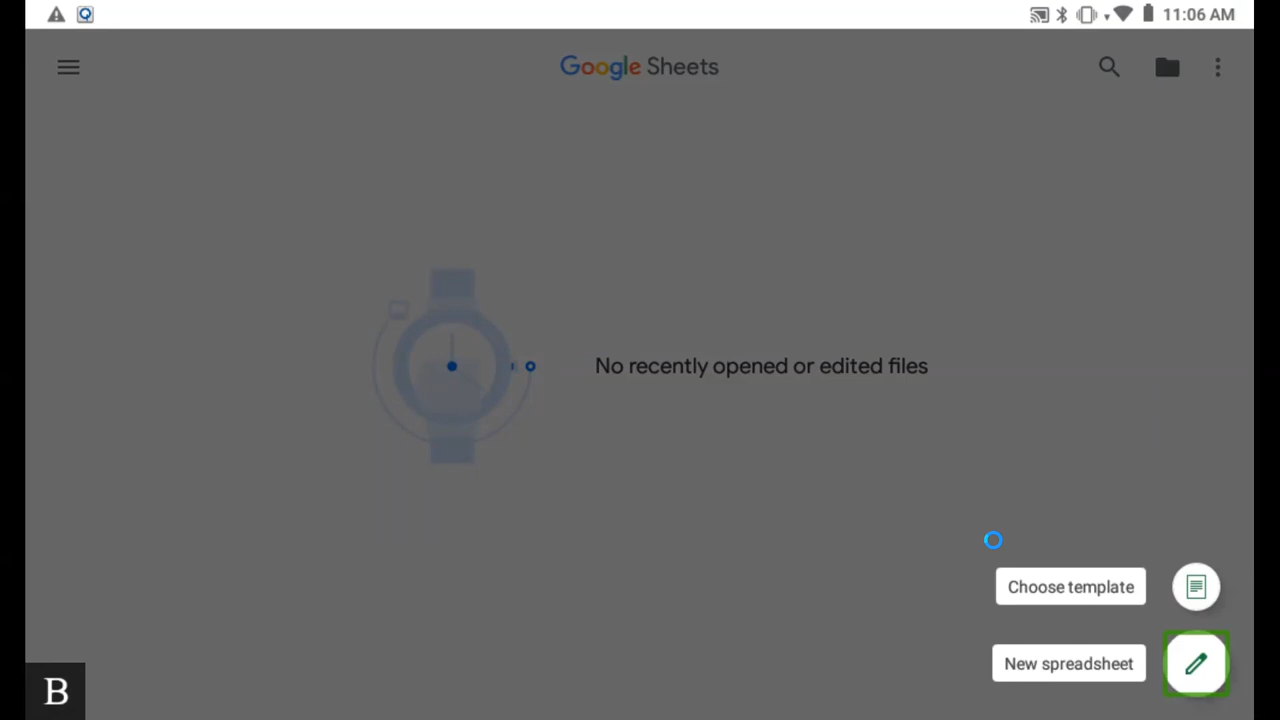 11:06 AM
Google Sheets
No recently opened or edited files
Choose template
New spreadsheet
B